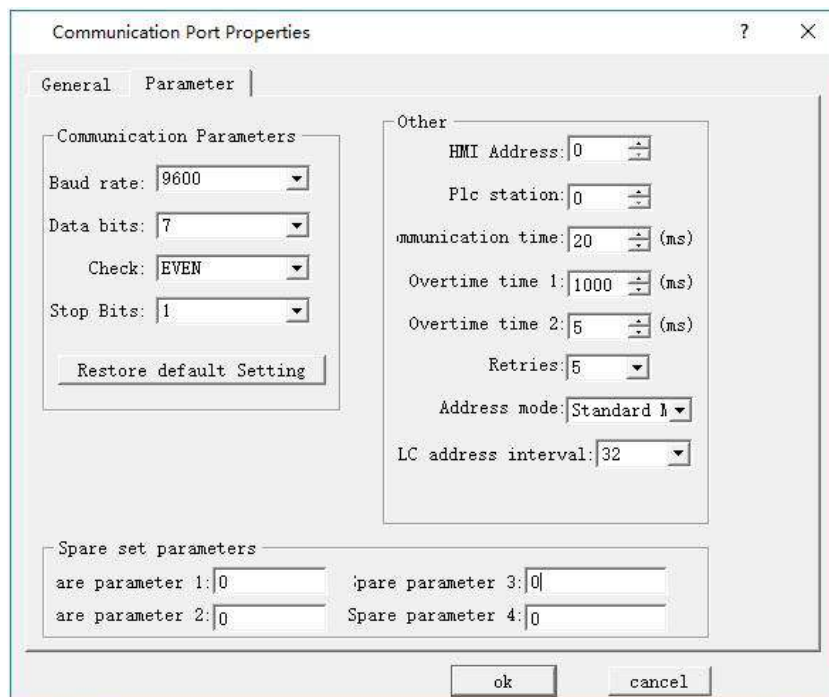 Communication Port Properties
General Parameter
Communication Parameters
Baud rate: 9600
Data bits: 7
Check: EVEN
Stop Bits: 1
Restore default Setting
Other
HMI Address: 0
Plc station: 0
mmunication time: 20 (ms)
Overtime time 1: 1000 (ms)
Overtime time 2: 5 (ms)
Retries: 5
Address mode: Standard M
LC address interval: 32
Spare set parameters
are parameter 1: 0 Spare parameter 3: 0
are parameter 2: 0 Spare parameter 4: 0
ok cancel